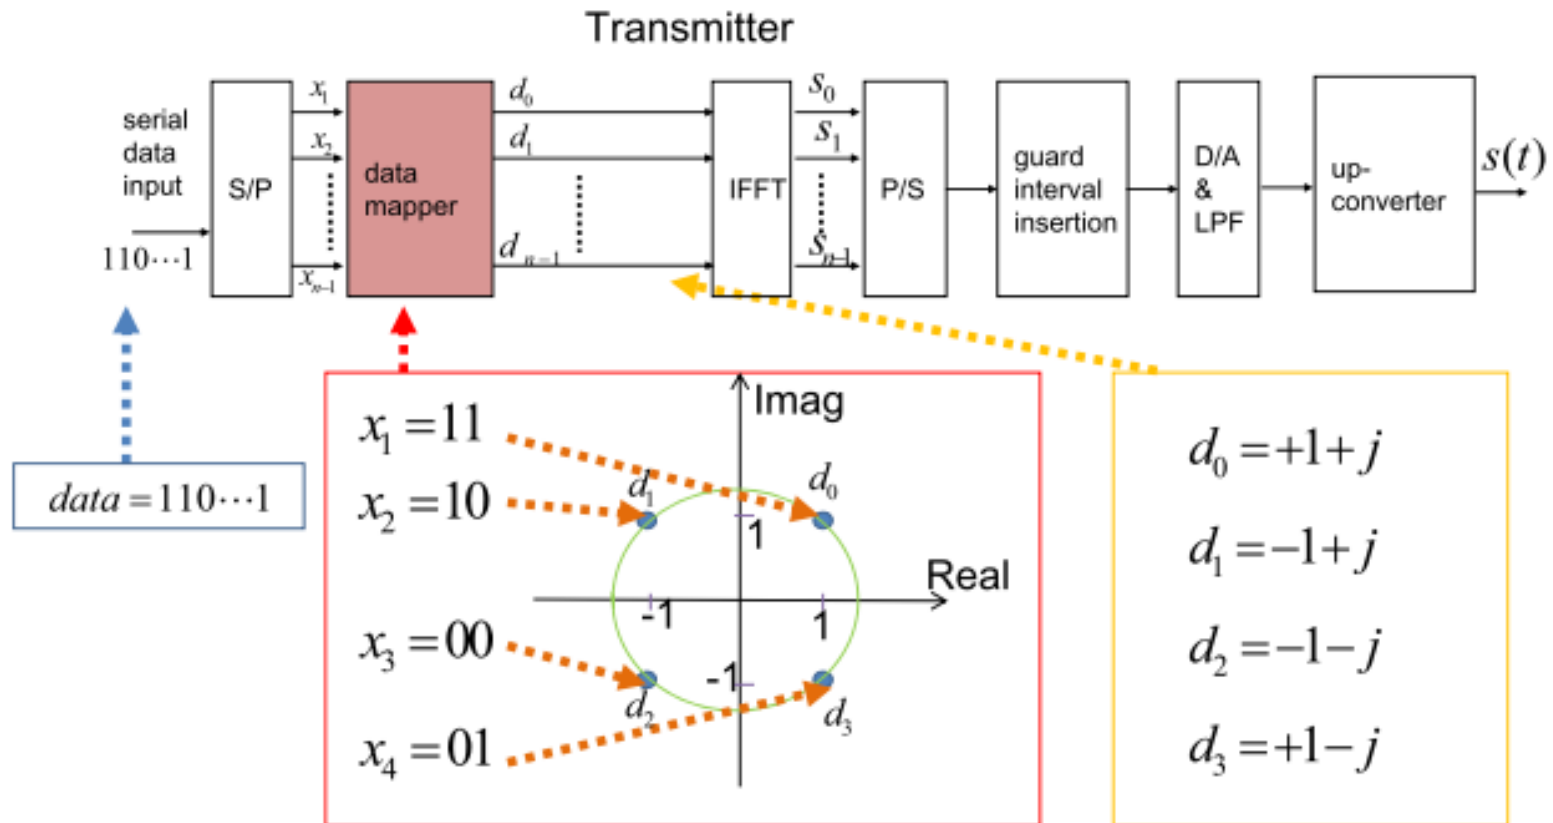 Transmitter
serial
data
input
110⋯1
S/P
x₁
x₂
xₙ₋₁
data
mapper
d₀
d₁
dₙ₋₁
IFFT
s₀
s₁
sₙ₋₁
P/S
guard
interval
insertion
D/A
&
LPF
up-
converter
s(t)
data = 110⋯1
x₁ = 11
x₂ = 10
x₃ = 00
x₄ = 01
Imag
Real
d₁
d₀
1
-1
1
-1
d₂
d₃
d₀ = +1+j
d₁ = −1+j
d₂ = −1−j
d₃ = +1−j